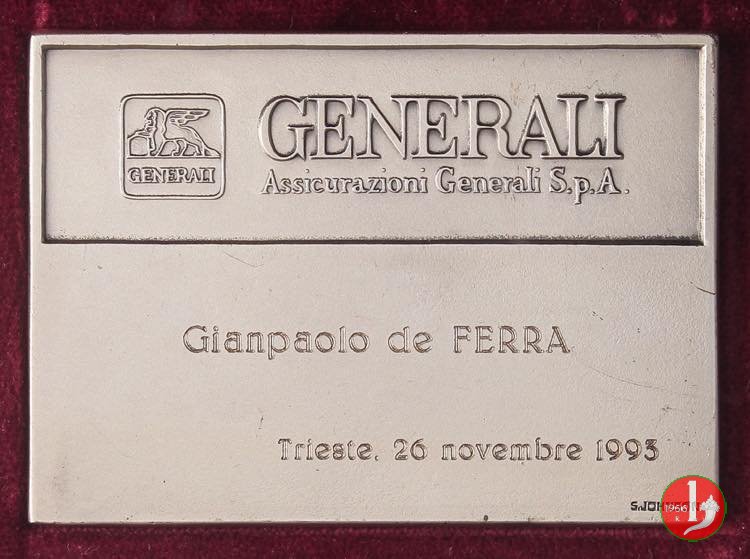 GENERALI
GENERALI
Assicurazioni Generali S.p.A.
Gianpaolo de FERRA
Trieste, 26 novembre 1993
1966
R